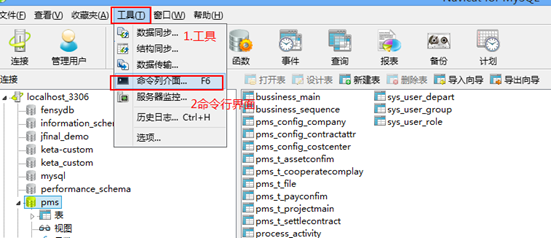 Navicat for MySQL
文件(F) 查看(V) 收藏夹(A) 工具(T) 窗口(W) 帮助(H)
连接 管理用户 函数 事件 查询 报表 备份 计划
数据同步...
结构同步...
数据传输...
命令列介面... F6
服务器监控...
历史日志... Ctrl+H
选项...
1.工具
2命令行界面
打开表 设计表 新建表 删除表 导入向导 导出向导
连接
localhost_3306
fensydb
information_schema
jfinal_demo
keta-custom
keta_custom
mysql
performance_schema
pms
表
视图
bussiness_main
bussiness_sequence
pms_config_company
pms_config_contractattr
pms_config_costcenter
pms_t_assetconfim
pms_t_cooperatecomplay
pms_t_file
pms_t_payconfim
pms_t_projectmain
pms_t_settlecontract
process_activity
sys_user_depart
sys_user_group
sys_user_role